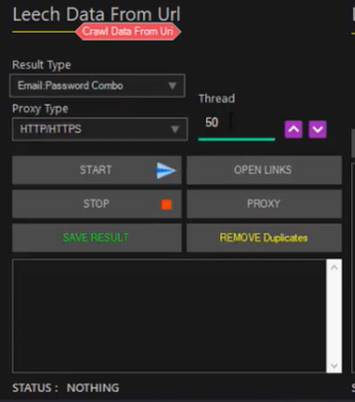 Leech Data From Url
Crawl Data From Url
Result Type
Email:Password Combo
Proxy Type
HTTP/HTTPS
Thread
50
START
OPEN LINKS
STOP
PROXY
SAVE RESULT
REMOVE Duplicates
STATUS : NOTHING